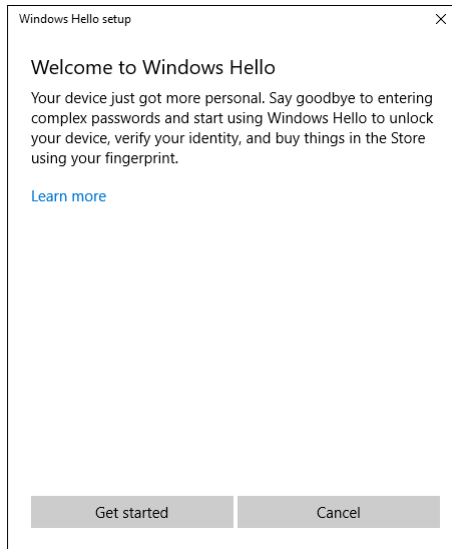 Windows Hello setup
Welcome to Windows Hello
Your device just got more personal. Say goodbye to entering
complex passwords and start using Windows Hello to unlock
your device, verify your identity, and buy things in the Store
using your fingerprint.
Learn more
Get started
Cancel